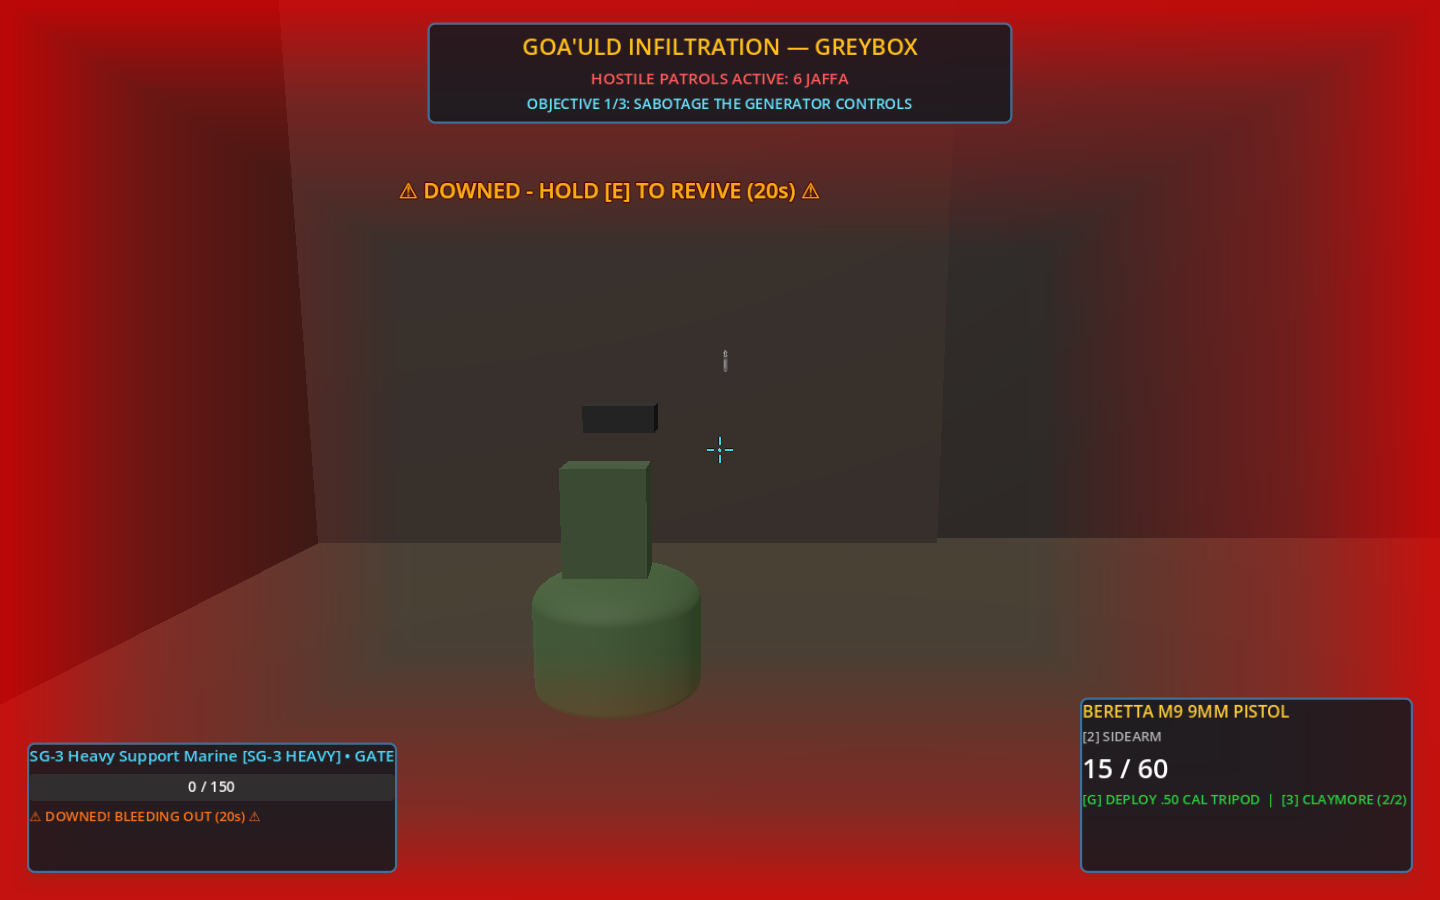 GOA'ULD INFILTRATION — GREYBOX
HOSTILE PATROLS ACTIVE: 6 JAFFA
OBJECTIVE 1/3: SABOTAGE THE GENERATOR CONTROLS
⚠ DOWNED - HOLD [E] TO REVIVE (20s) ⚠
SG-3 Heavy Support Marine [SG-3 HEAVY] • GATE
0 / 150
⚠ DOWNED! BLEEDING OUT (20s) ⚠
BERETTA M9 9MM PISTOL
[2] SIDEARM
15 / 60
[G] DEPLOY .50 CAL TRIPOD | [3] CLAYMORE (2/2)